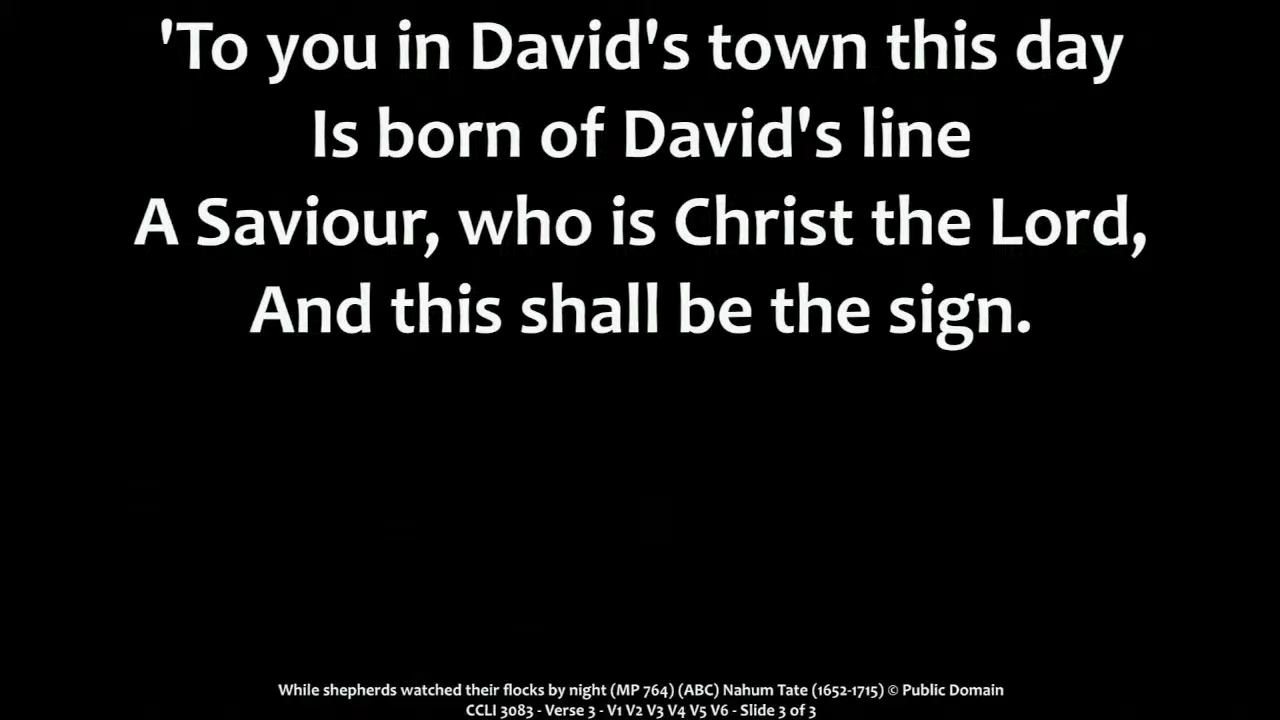 'To you in David's town this day
Is born of David's line
A Saviour, who is Christ the Lord,
And this shall be the sign.
While shepherds watched their flocks by night (MP 764) (ABC) Nahum Tate (1652-1715) © Public Domain
CCLI 3083 - Verse 3 - V1 V2 V3 V4 V5 V6 - Slide 3 of 3